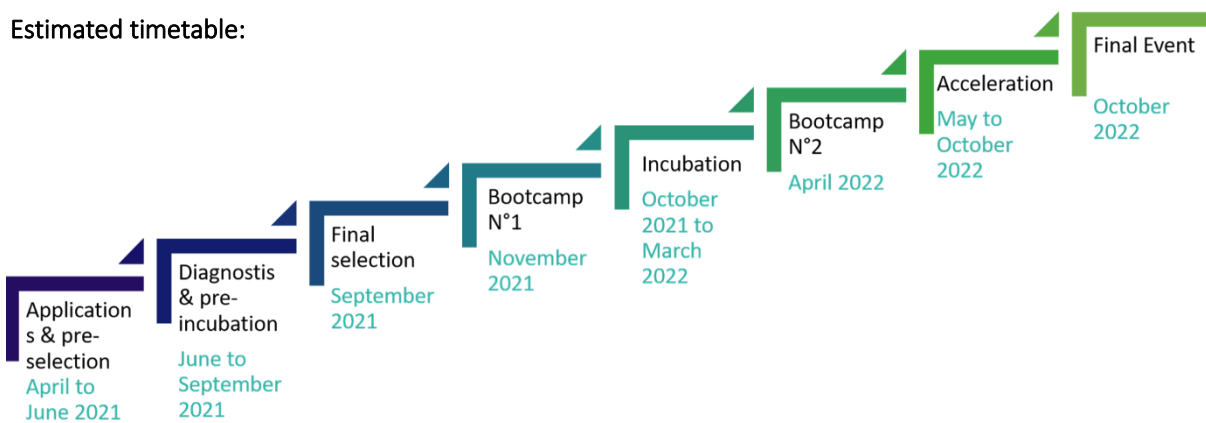 Estimated timetable:
Application
s & pre-
selection
April to
June 2021
Diagnostis
& pre-
incubation
June to
September
2021
Final
selection
September
2021
Bootcamp
N°1
November
2021
Incubation
October
2021 to
March
2022
Bootcamp
N°2
April 2022
Acceleration
May to
October
2022
Final Event
October
2022